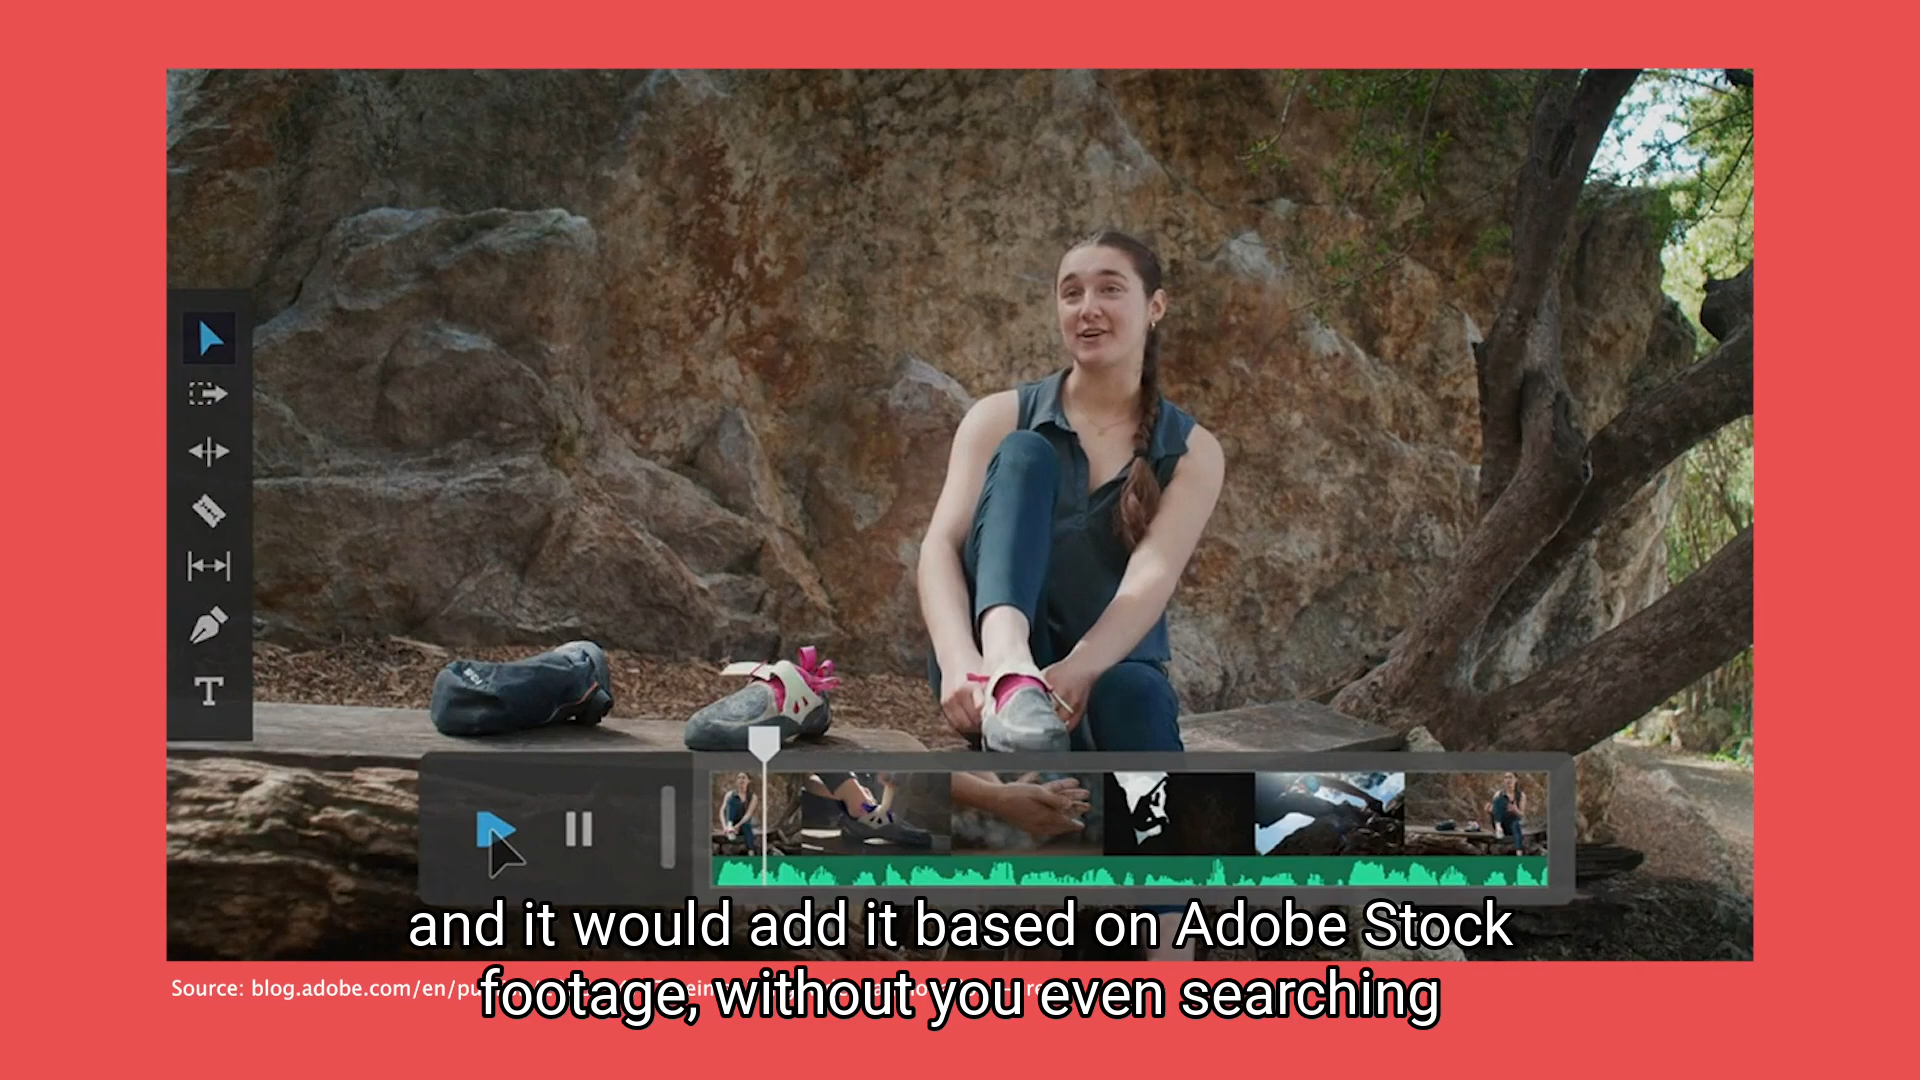 T
and it would add it based on Adobe Stock
Source: blog.adobe.com/en/pu
footage, without you even searching